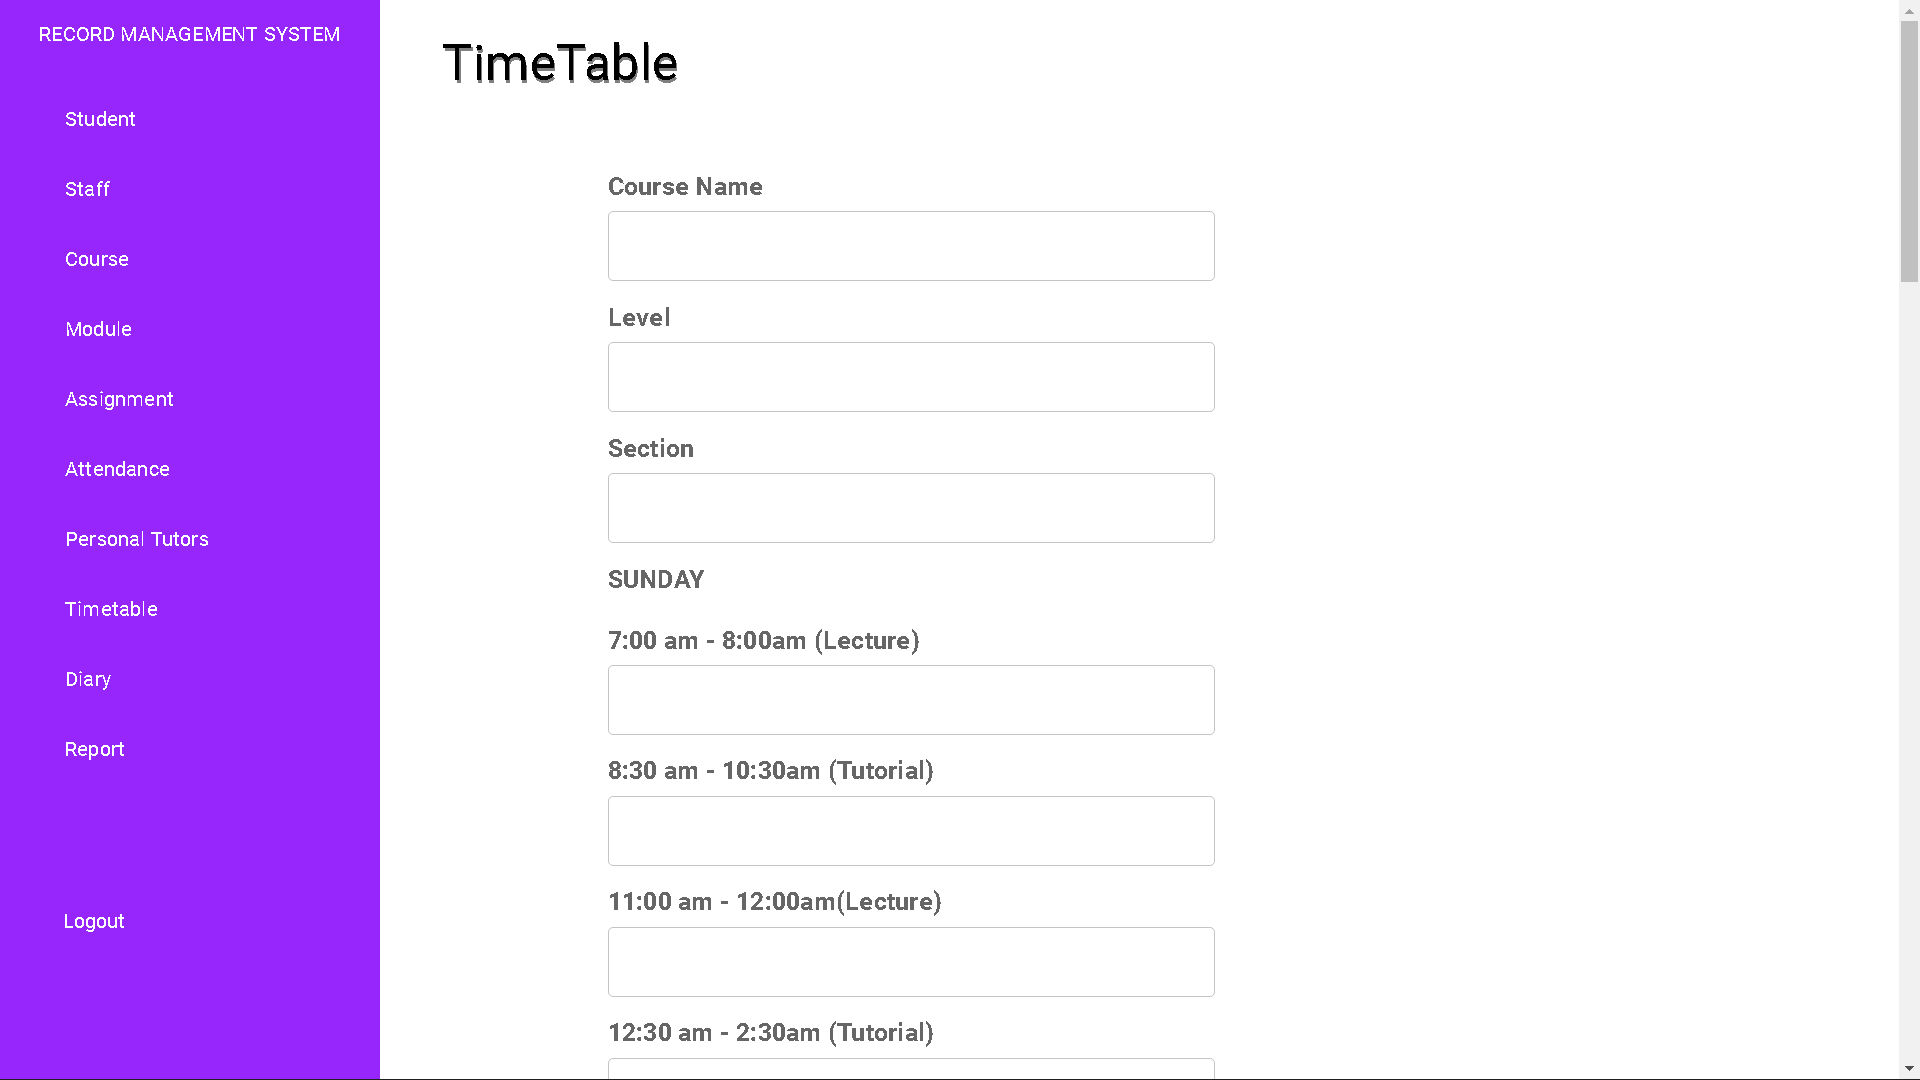 RECORD MANAGEMENT SYSTEM
Student
Staff
Course
Module
Assignment
Attendance
Personal Tutors
Timetable
Diary
Report
Logout
TimeTable
Course Name
Level
Section
SUNDAY
7:00 am - 8:00am (Lecture)
8:30 am - 10:30am (Tutorial)
11:00 am - 12:00am(Lecture)
12:30 am - 2:30am (Tutorial)